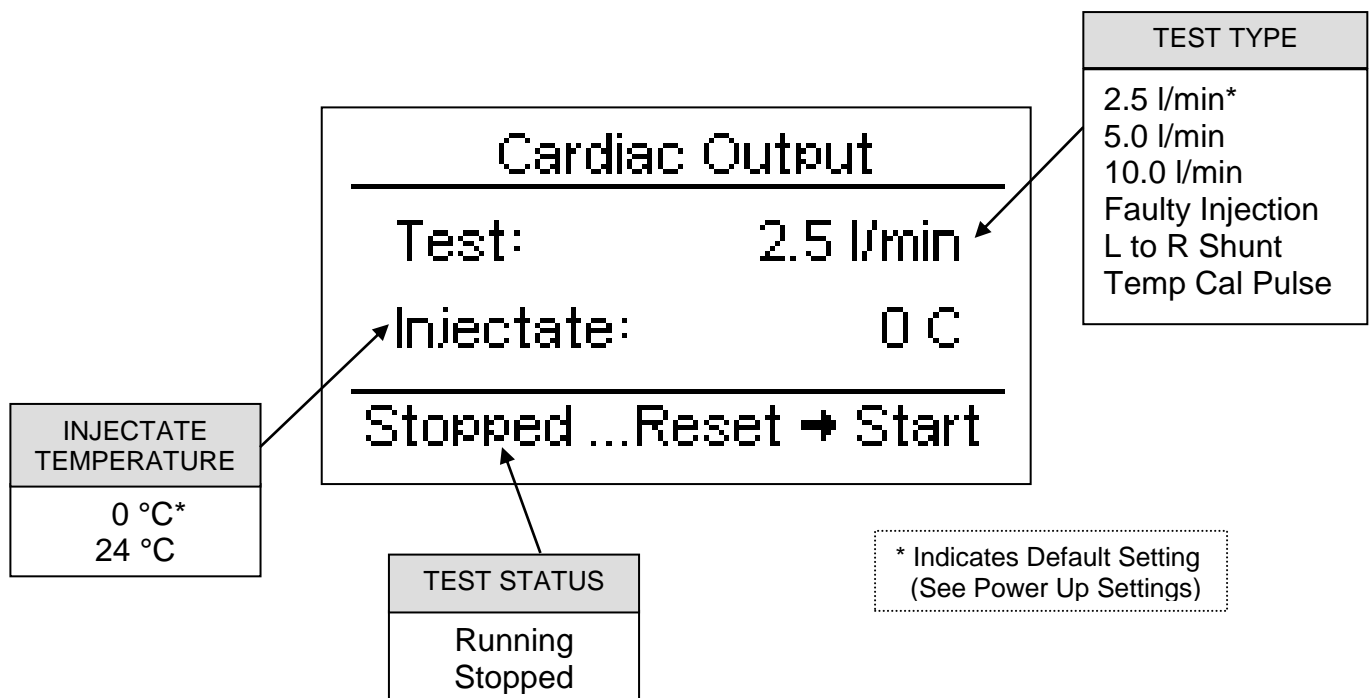 TEST TYPE
2.5 l/min*
5.0 l/min
10.0 l/min
Faulty Injection
L to R Shunt
Temp Cal Pulse
Cardiac Output
Test: 2.5 l/min
Injectate: 0 C
Stopped ...Reset ➔ Start
INJECTATE
TEMPERATURE
0 °C*
24 °C
TEST STATUS
Running
Stopped
* Indicates Default Setting
(See Power Up Settings)